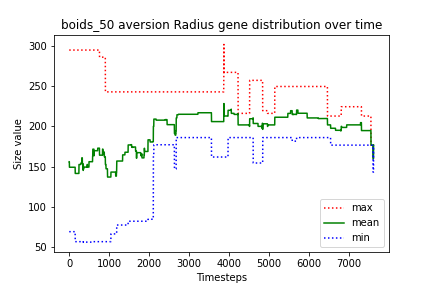 boids_50 aversion Radius gene distribution over time
Size value
300
250
200
150
100
50
0 1000 2000 3000 4000 5000 6000 7000
Timesteps
max
mean
min